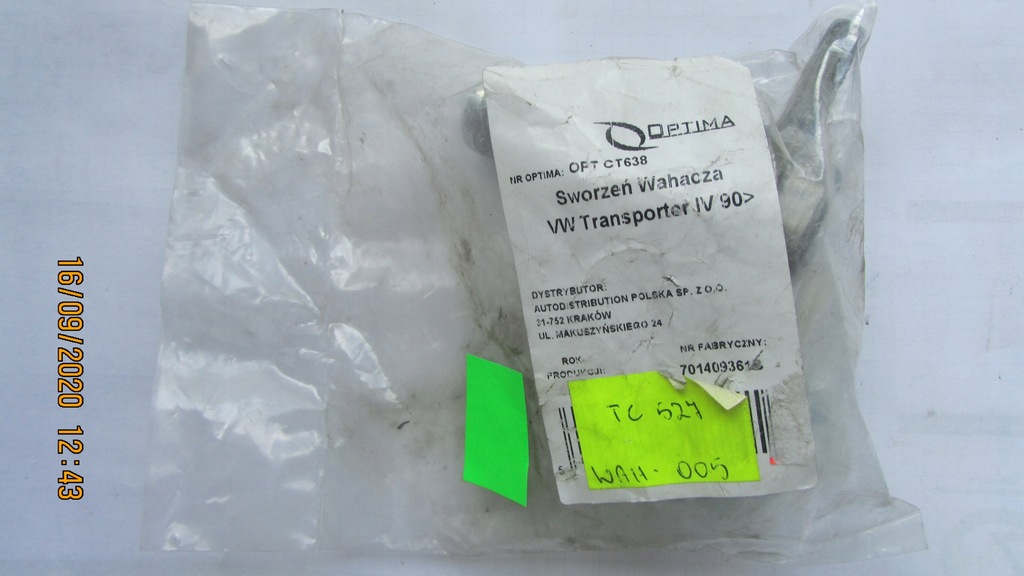 OPTIMA
NR OPTIMA: OPT CT638
Sworzeń Wahacza
VW Transporter IV 90>
DYSTRYBUTOR:
AUTODISTRIBUTION POLSKA SP. Z O.O.
31-752 KRAKÓW
UL. MAKUSZYŃSKIEGO 24
ROK
PRODUKCJI:
NR FABRYCZNY:
TC 527
WAH- 005
5
16/09/2020 12:43